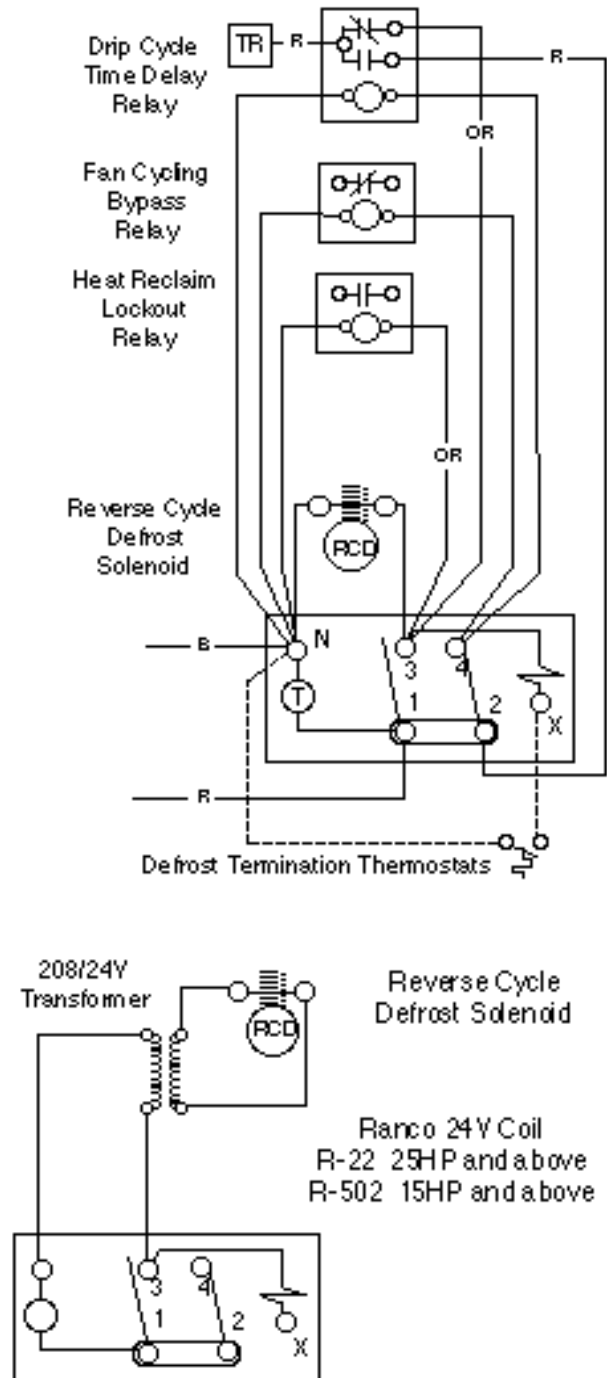 Drip Cycle
Time Delay
Relay
TR
R
R
OR
Fan Cycling
Bypass
Relay
Heat Reclaim
Lockout
Relay
OR
Reverse Cycle
Defrost
Solenoid
RCD
B
N
T
3
4
1
2
X
R
Defrost Termination Thermostats
208/24V
Transformer
RCD
Reverse Cycle
Defrost Solenoid
Ranco 24V Coil
R-22 25HP and above
R-502 15HP and above
3
4
1
2
X